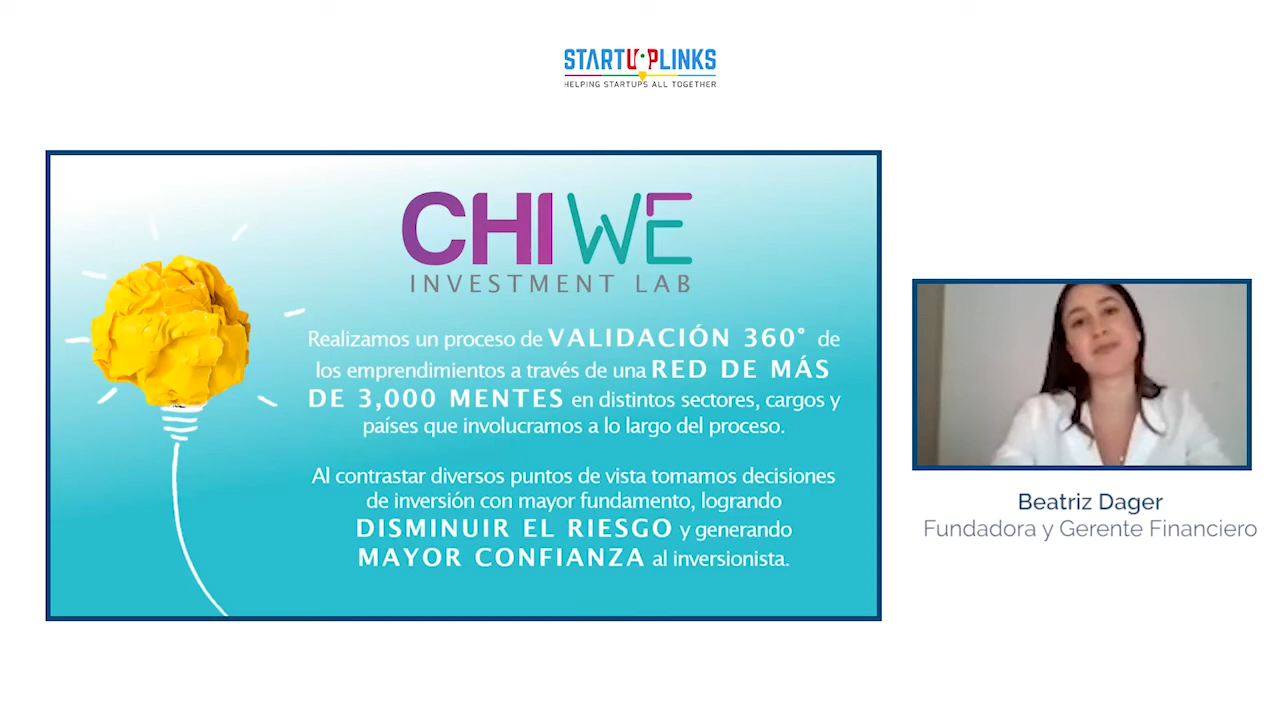 STARTUPLINKS
HELPING STARTUPS ALL TOGETHER
CHIWE
INVESTMENT LAB
Realizamos un proceso de VALIDACIÓN 360° de
los emprendimientos a través de una RED DE MÁS
DE 3,000 MENTES en distintos sectores, cargos y
países que involucramos a lo largo del proceso.
Al contrastar diversos puntos de vista tomamos decisiones
de inversión con mayor fundamento, logrando
DISMINUIR EL RIESGO y generando
MAYOR CONFIANZA al inversionista.
Beatriz Dager
Fundadora y Gerente Financiero